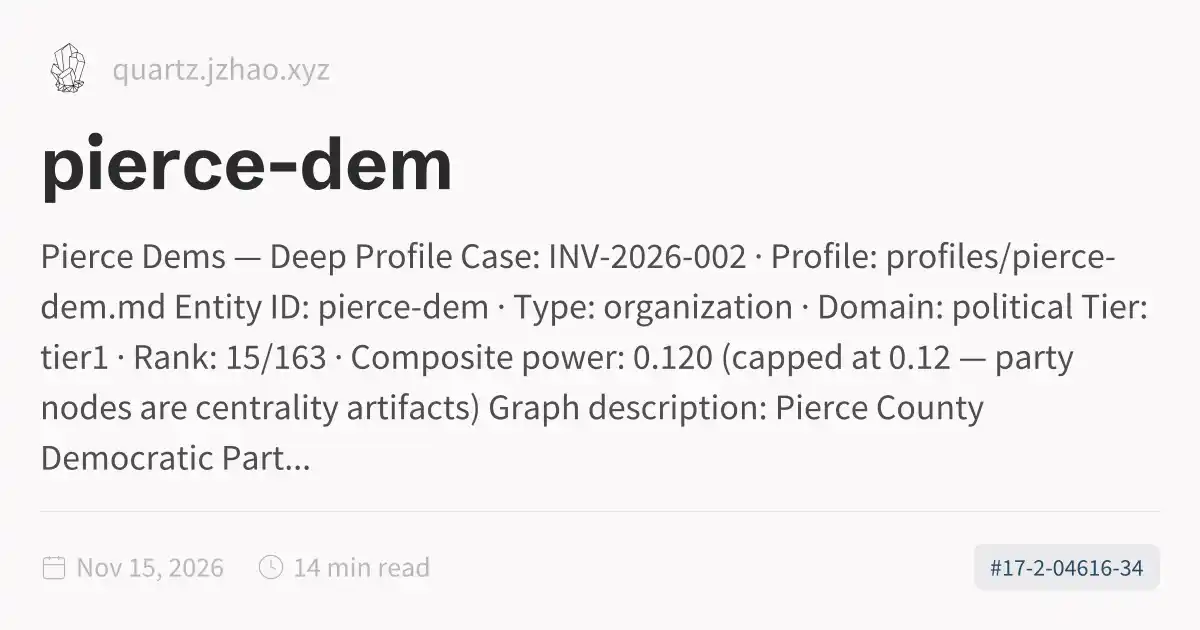 quartz.jzhao.xyz
pierce-dem
Pierce Dems — Deep Profile Case: INV-2026-002 · Profile: profiles/pierce-
dem.md Entity ID: pierce-dem · Type: organization · Domain: political Tier:
tier1 · Rank: 15/163 · Composite power: 0.120 (capped at 0.12 — party
nodes are centrality artifacts) Graph description: Pierce County
Democratic Part...
Nov 15, 2026
14 min read
#17-2-04616-34